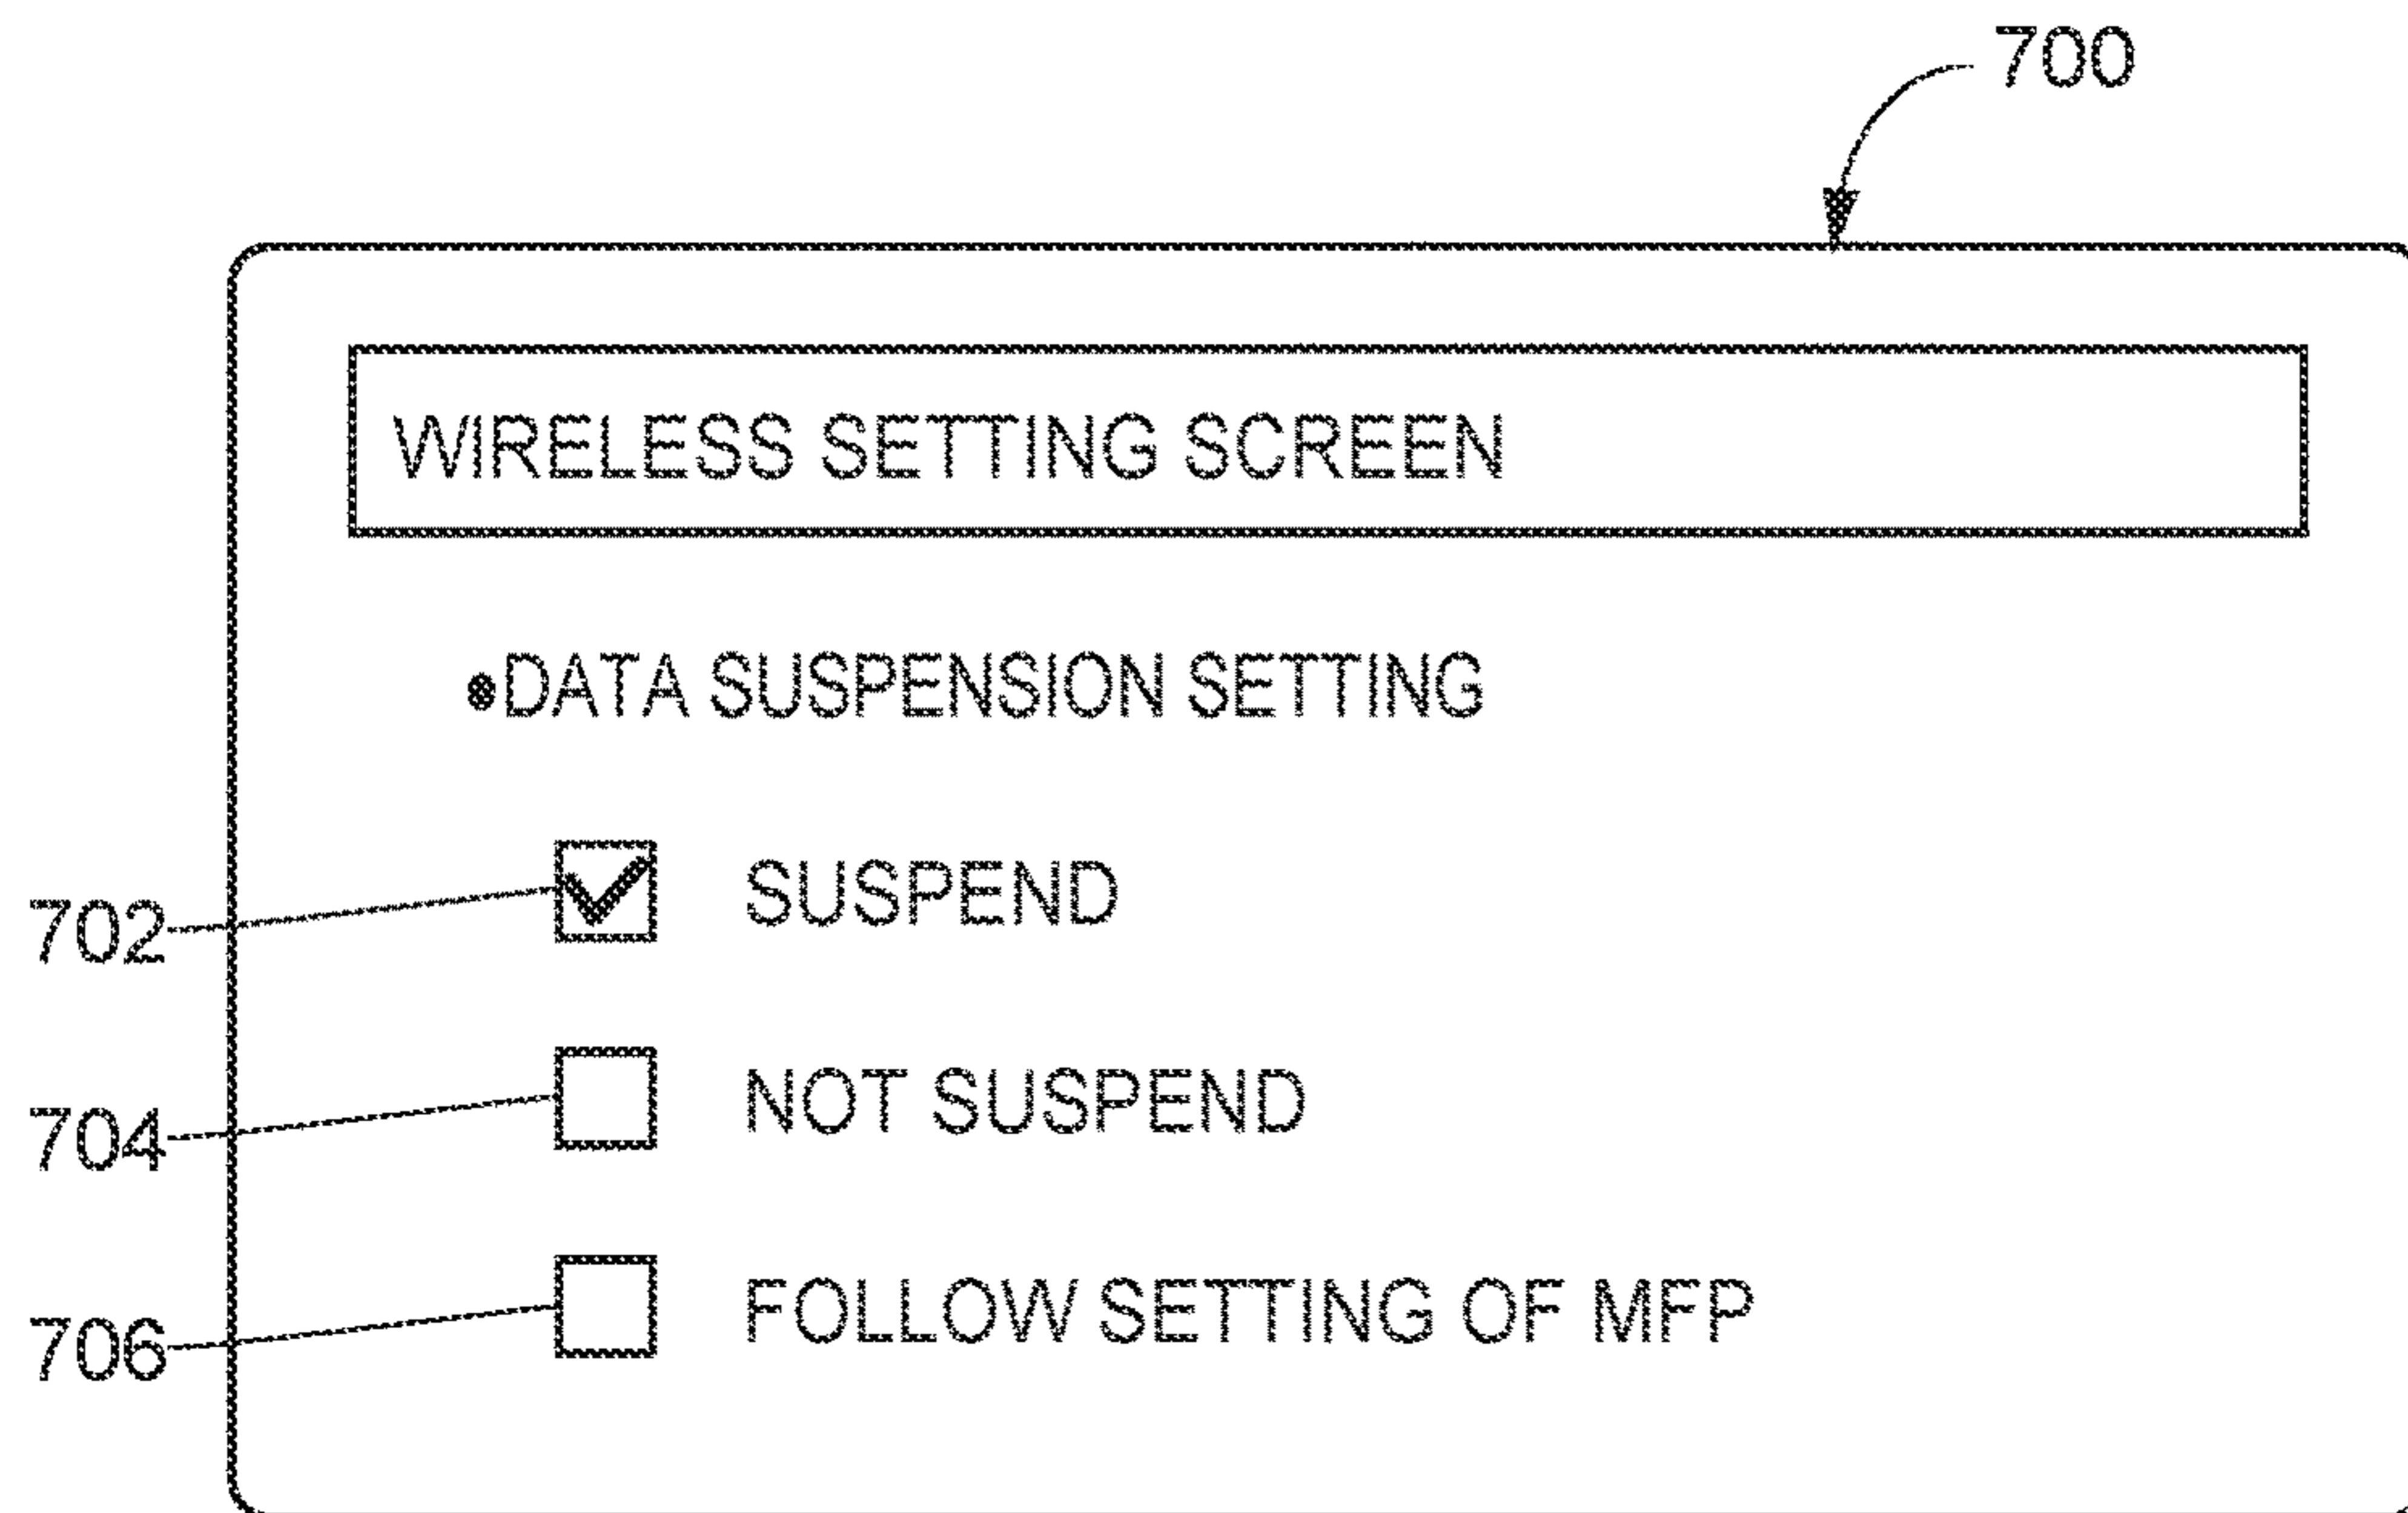 700
WIRELESS SETTING SCREEN
•DATA SUSPENSION SETTING
702 SUSPEND
704 NOT SUSPEND
706 FOLLOW SETTING OF MFP